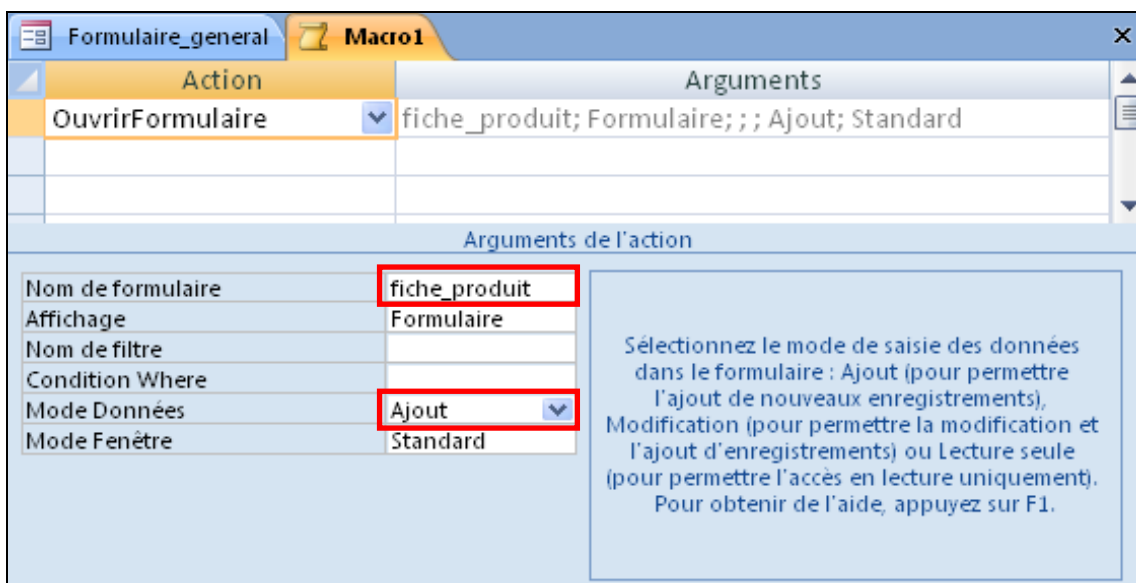 Formulaire_general Macro1
Action Arguments
OuvrirFormulaire fiche_produit; Formulaire; ; ; Ajout; Standard
Arguments de l'action
Nom de formulaire fiche_produit
Affichage Formulaire
Nom de filtre
Condition Where
Mode Données Ajout
Mode Fenêtre Standard
Sélectionnez le mode de saisie des données
dans le formulaire : Ajout (pour permettre
l'ajout de nouveaux enregistrements),
Modification (pour permettre la modification et
l'ajout d'enregistrements) ou Lecture seule
(pour permettre l'accès en lecture uniquement).
Pour obtenir de l'aide, appuyez sur F1.